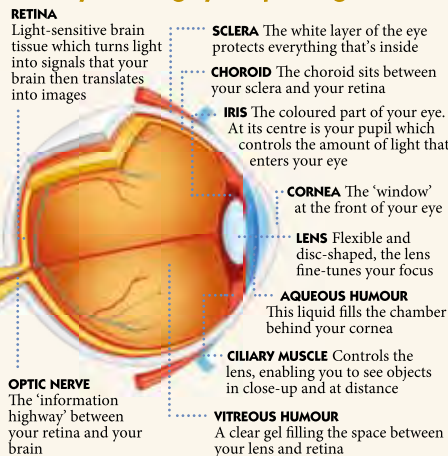 RETINA
Light-sensitive brain
tissue which turns light
into signals that your
brain then translates
into images
SCLERA The white layer of the eye
protects everything that's inside
CHOROID The choroid sits between
your sclera and your retina
IRIS The coloured part of your eye.
At its centre is your pupil which
controls the amount of light that
enters your eye
CORNEA The 'window'
at the front of your eye
LENS Flexible and
disc-shaped, the lens
fine-tunes your focus
AQUEOUS HUMOUR
This liquid fills the chamber
behind your cornea
CILIARY MUSCLE Controls the
lens, enabling you to see objects
in close-up and at distance
VITREOUS HUMOUR
A clear gel filling the space between
your lens and retina
OPTIC NERVE
The 'information
highway' between
your retina and your
brain